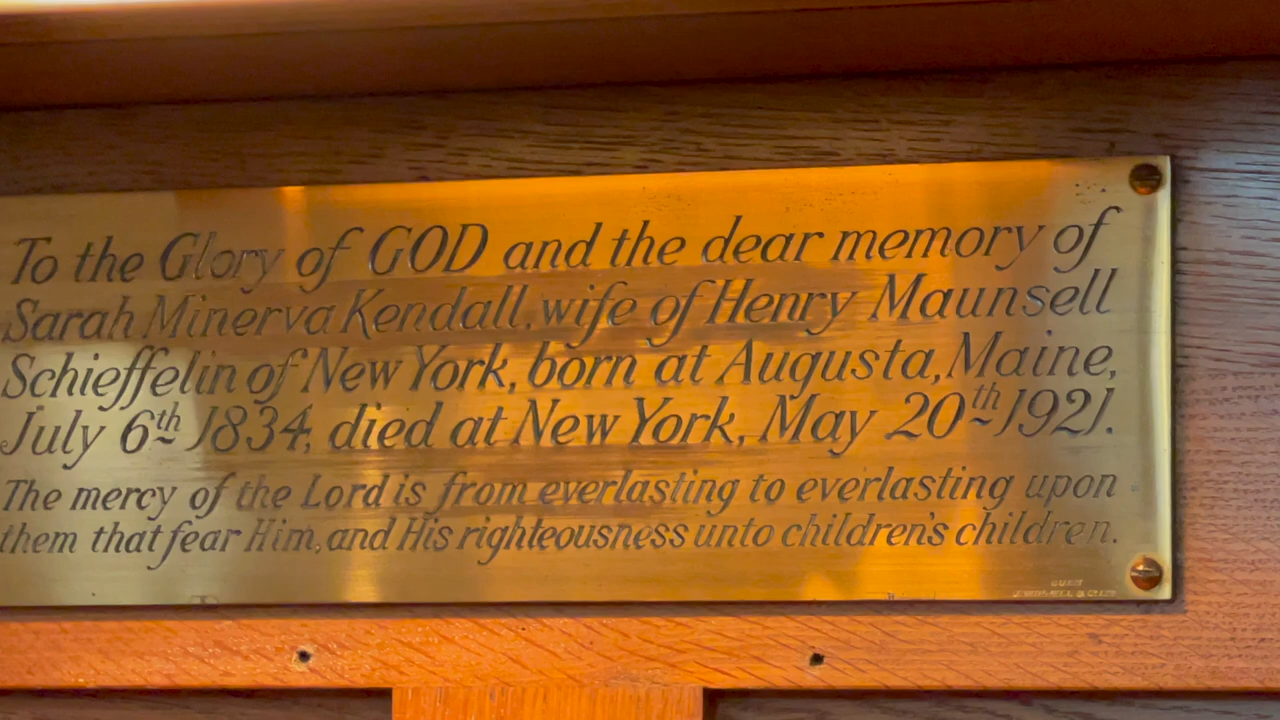 To the Glory of GOD and the dear memory of
Sarah Minerva Kendall, wife of Henry Maunsell
Schieffelin of New York, born at Augusta, Maine,
July 6th 1834, died at New York, May 20th 1921.
The mercy of the Lord is from everlasting to everlasting upon
them that fear Him, and His righteousness unto children's children.